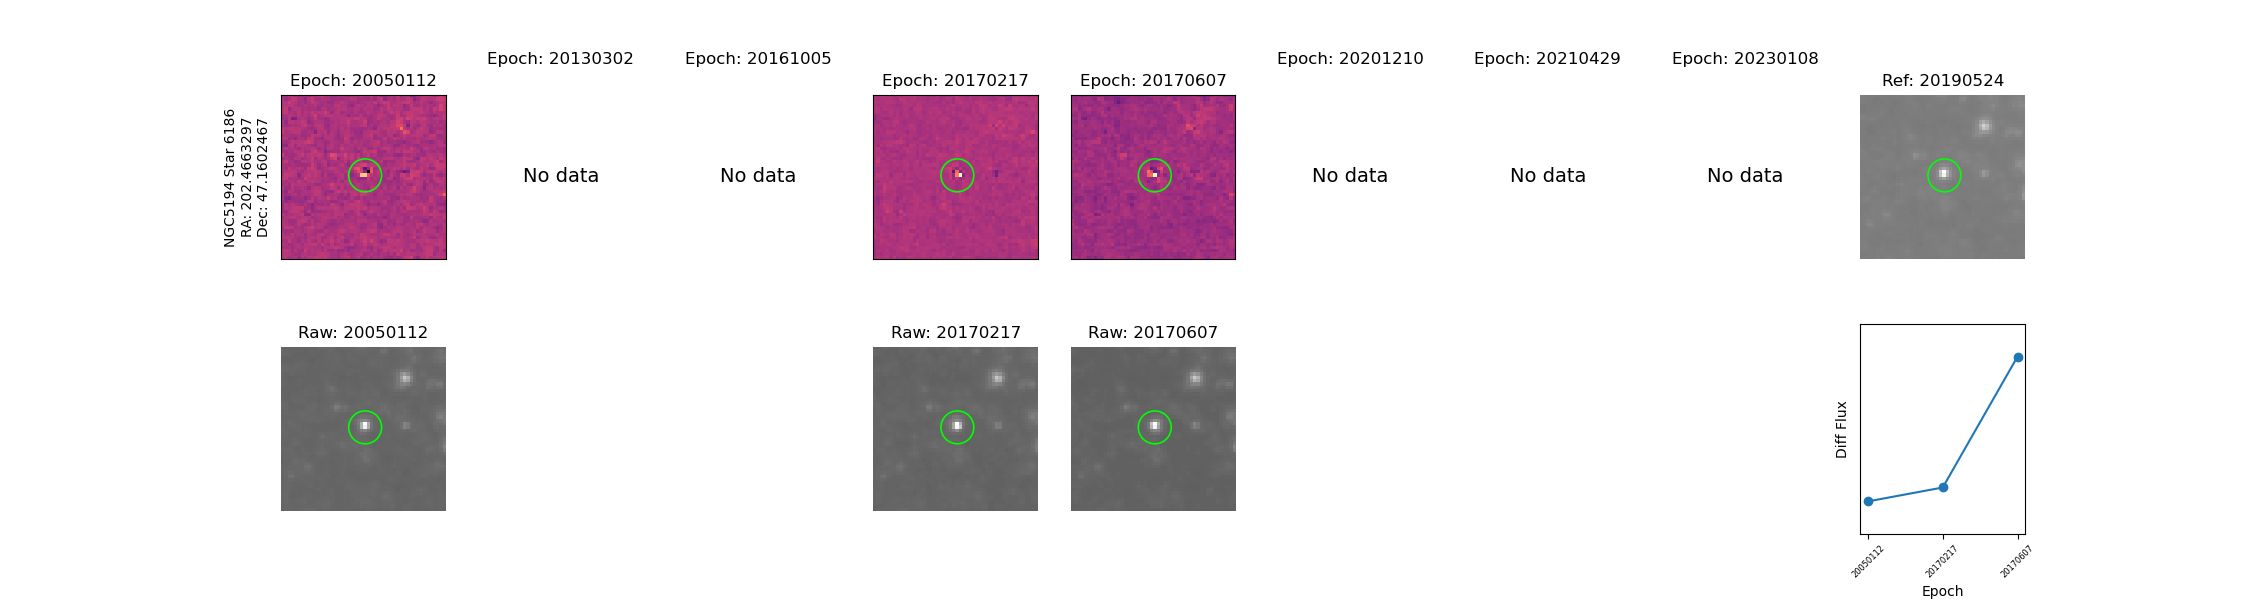 Epoch: 20130302
Epoch: 20161005
Epoch: 20201210
Epoch: 20210429
Epoch: 20230108
Epoch: 20050112
Epoch: 20170217
Epoch: 20170607
Ref: 20190524
NGC5194 Star 6186
RA: 202.4663297
Dec: 47.1602467
No data
No data
No data
No data
No data
Raw: 20050112
Raw: 20170217
Raw: 20170607
Diff Flux
20050112
20170217
20170607
Epoch